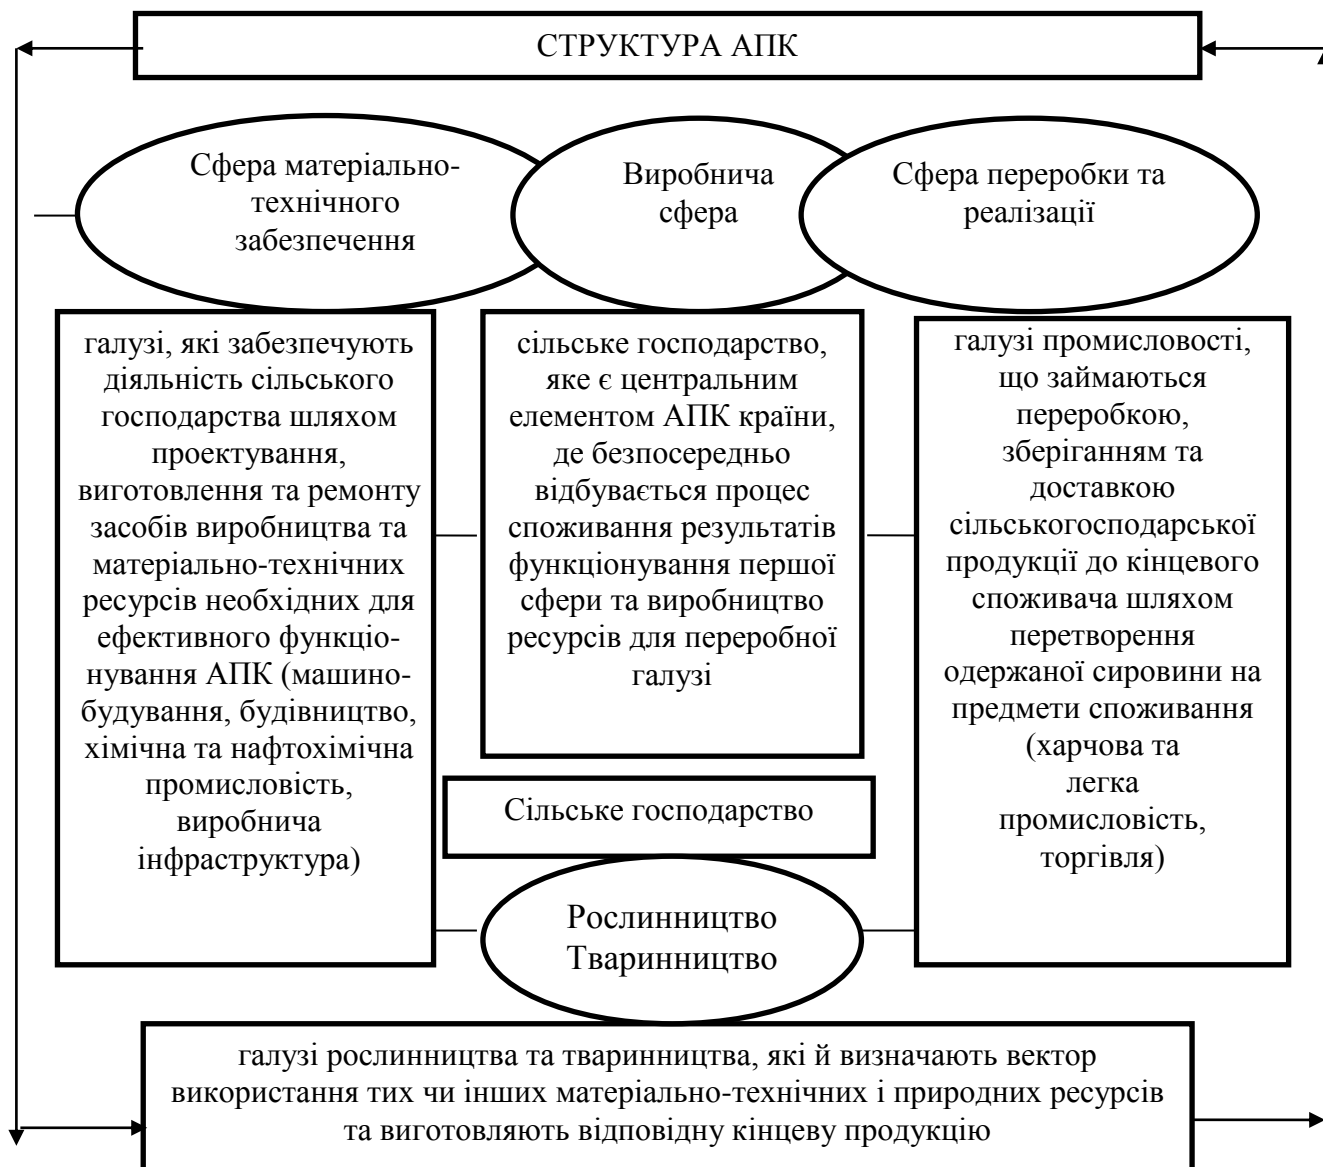 СТРУКТУРА АПК
Сфера матеріально-
технічного
забезпечення
Виробнича
сфера
Сфера переробки та
реалізації
галузі, які забезпечують
діяльність сільського
господарства шляхом
проектування,
виготовлення та ремонту
засобів виробництва та
матеріально-технічних
ресурсів необхідних для
ефективного функціо-
нування АПК (машино-
будування, будівництво,
хімічна та нафтохімічна
промисловість,
виробнича
інфраструктура)
сільське господарство,
яке є центральним
елементом АПК країни,
де безпосередньо
відбувається процес
споживання результатів
функціонування першої
сфери та виробництво
ресурсів для переробної
галузі
галузі промисловості,
що займаються
переробкою,
зберіганням та
доставкою
сільськогосподарської
продукції до кінцевого
споживача шляхом
перетворення
одержаної сировини на
предмети споживання
(харчова та
легка
промисловість,
торгівля)
Сільське господарство
Рослинництво
Тваринництво
галузі рослинництва та тваринництва, які й визначають вектор
використання тих чи інших матеріально-технічних і природних ресурсів
та виготовляють відповідну кінцеву продукцію